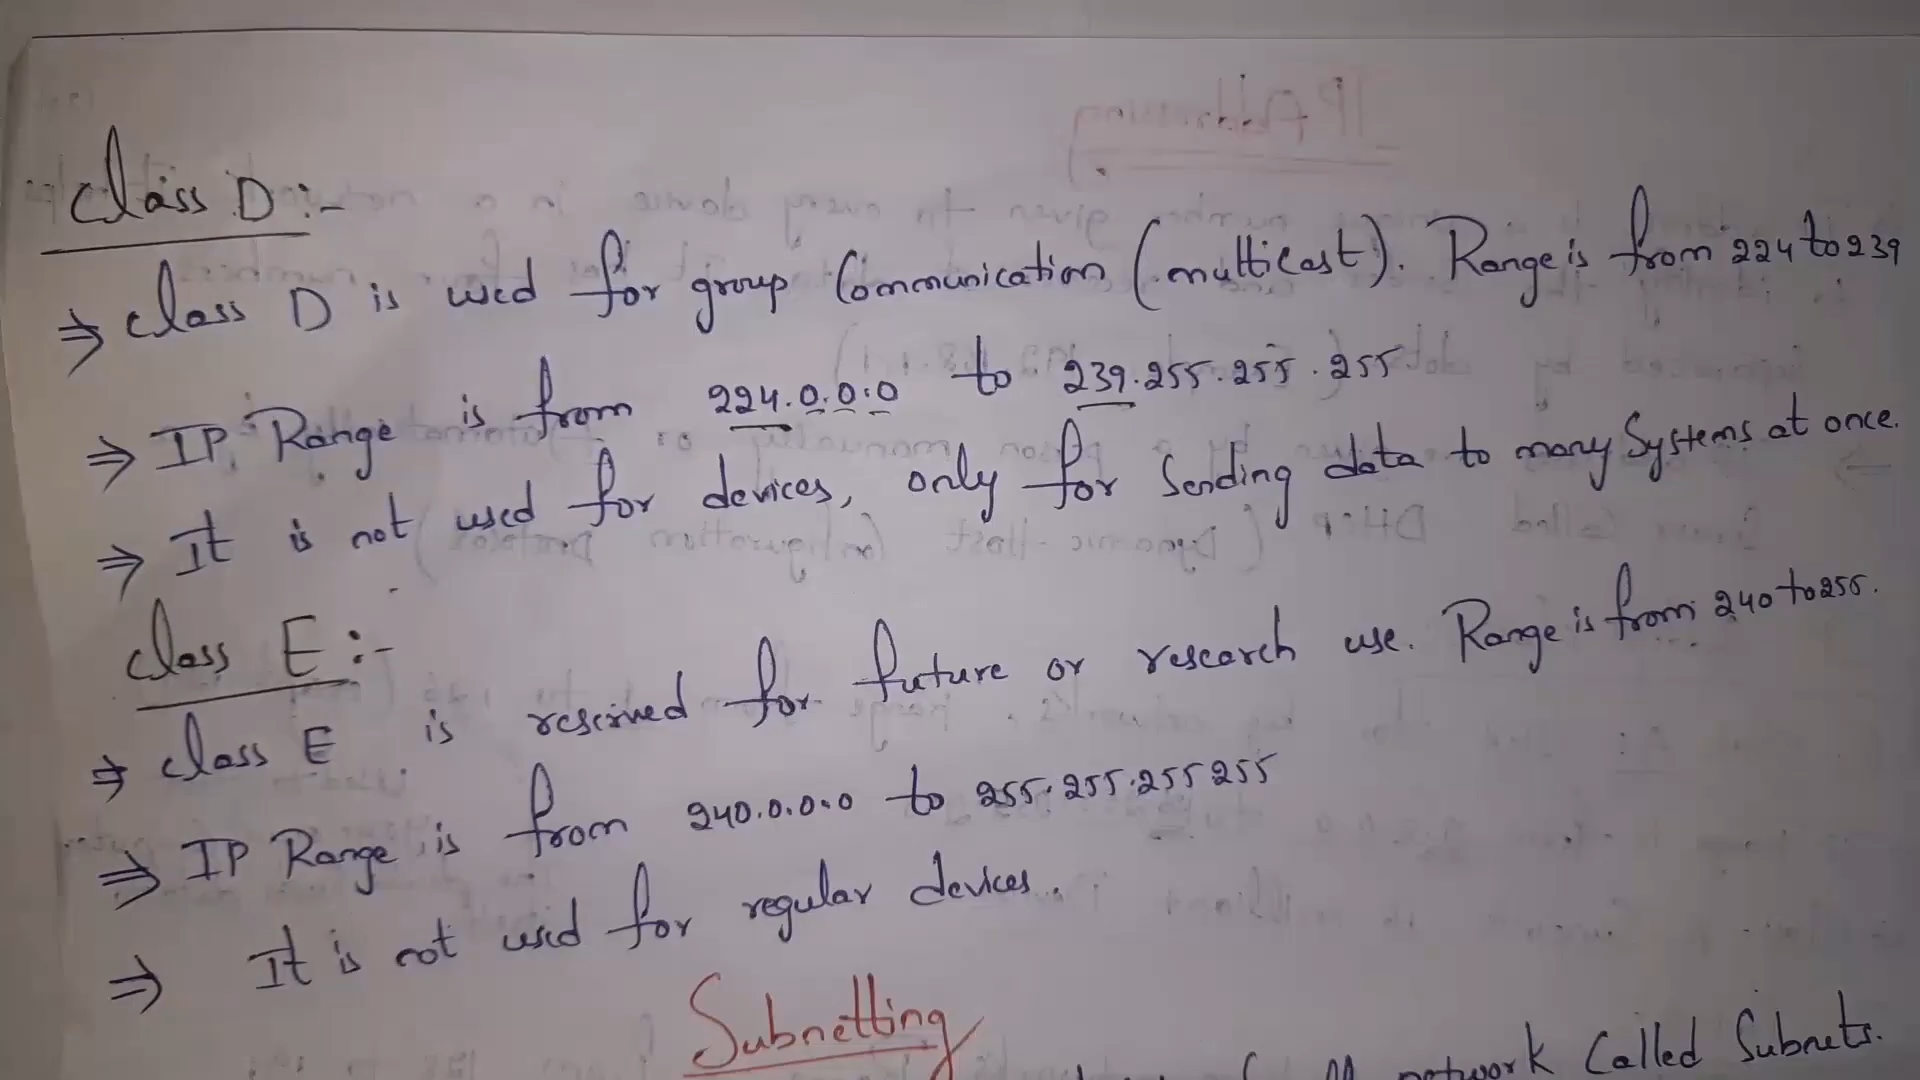 Class D :-
⇒ Class D is used for group Communication (multicast). Range is from 224 to 239
⇒ IP Range is from 224.0.0.0 to 239.255.255.255
⇒ It is not used for devices, only for Sending data to many Systems at once.
Class E :-
⇒ Class E is reserved for future or research use. Range is from 240 to 255.
⇒ IP Range is from 240.0.0.0 to 255.255.255 255
⇒ It is not used for regular devices.
Subnetting
network Called Subnets.